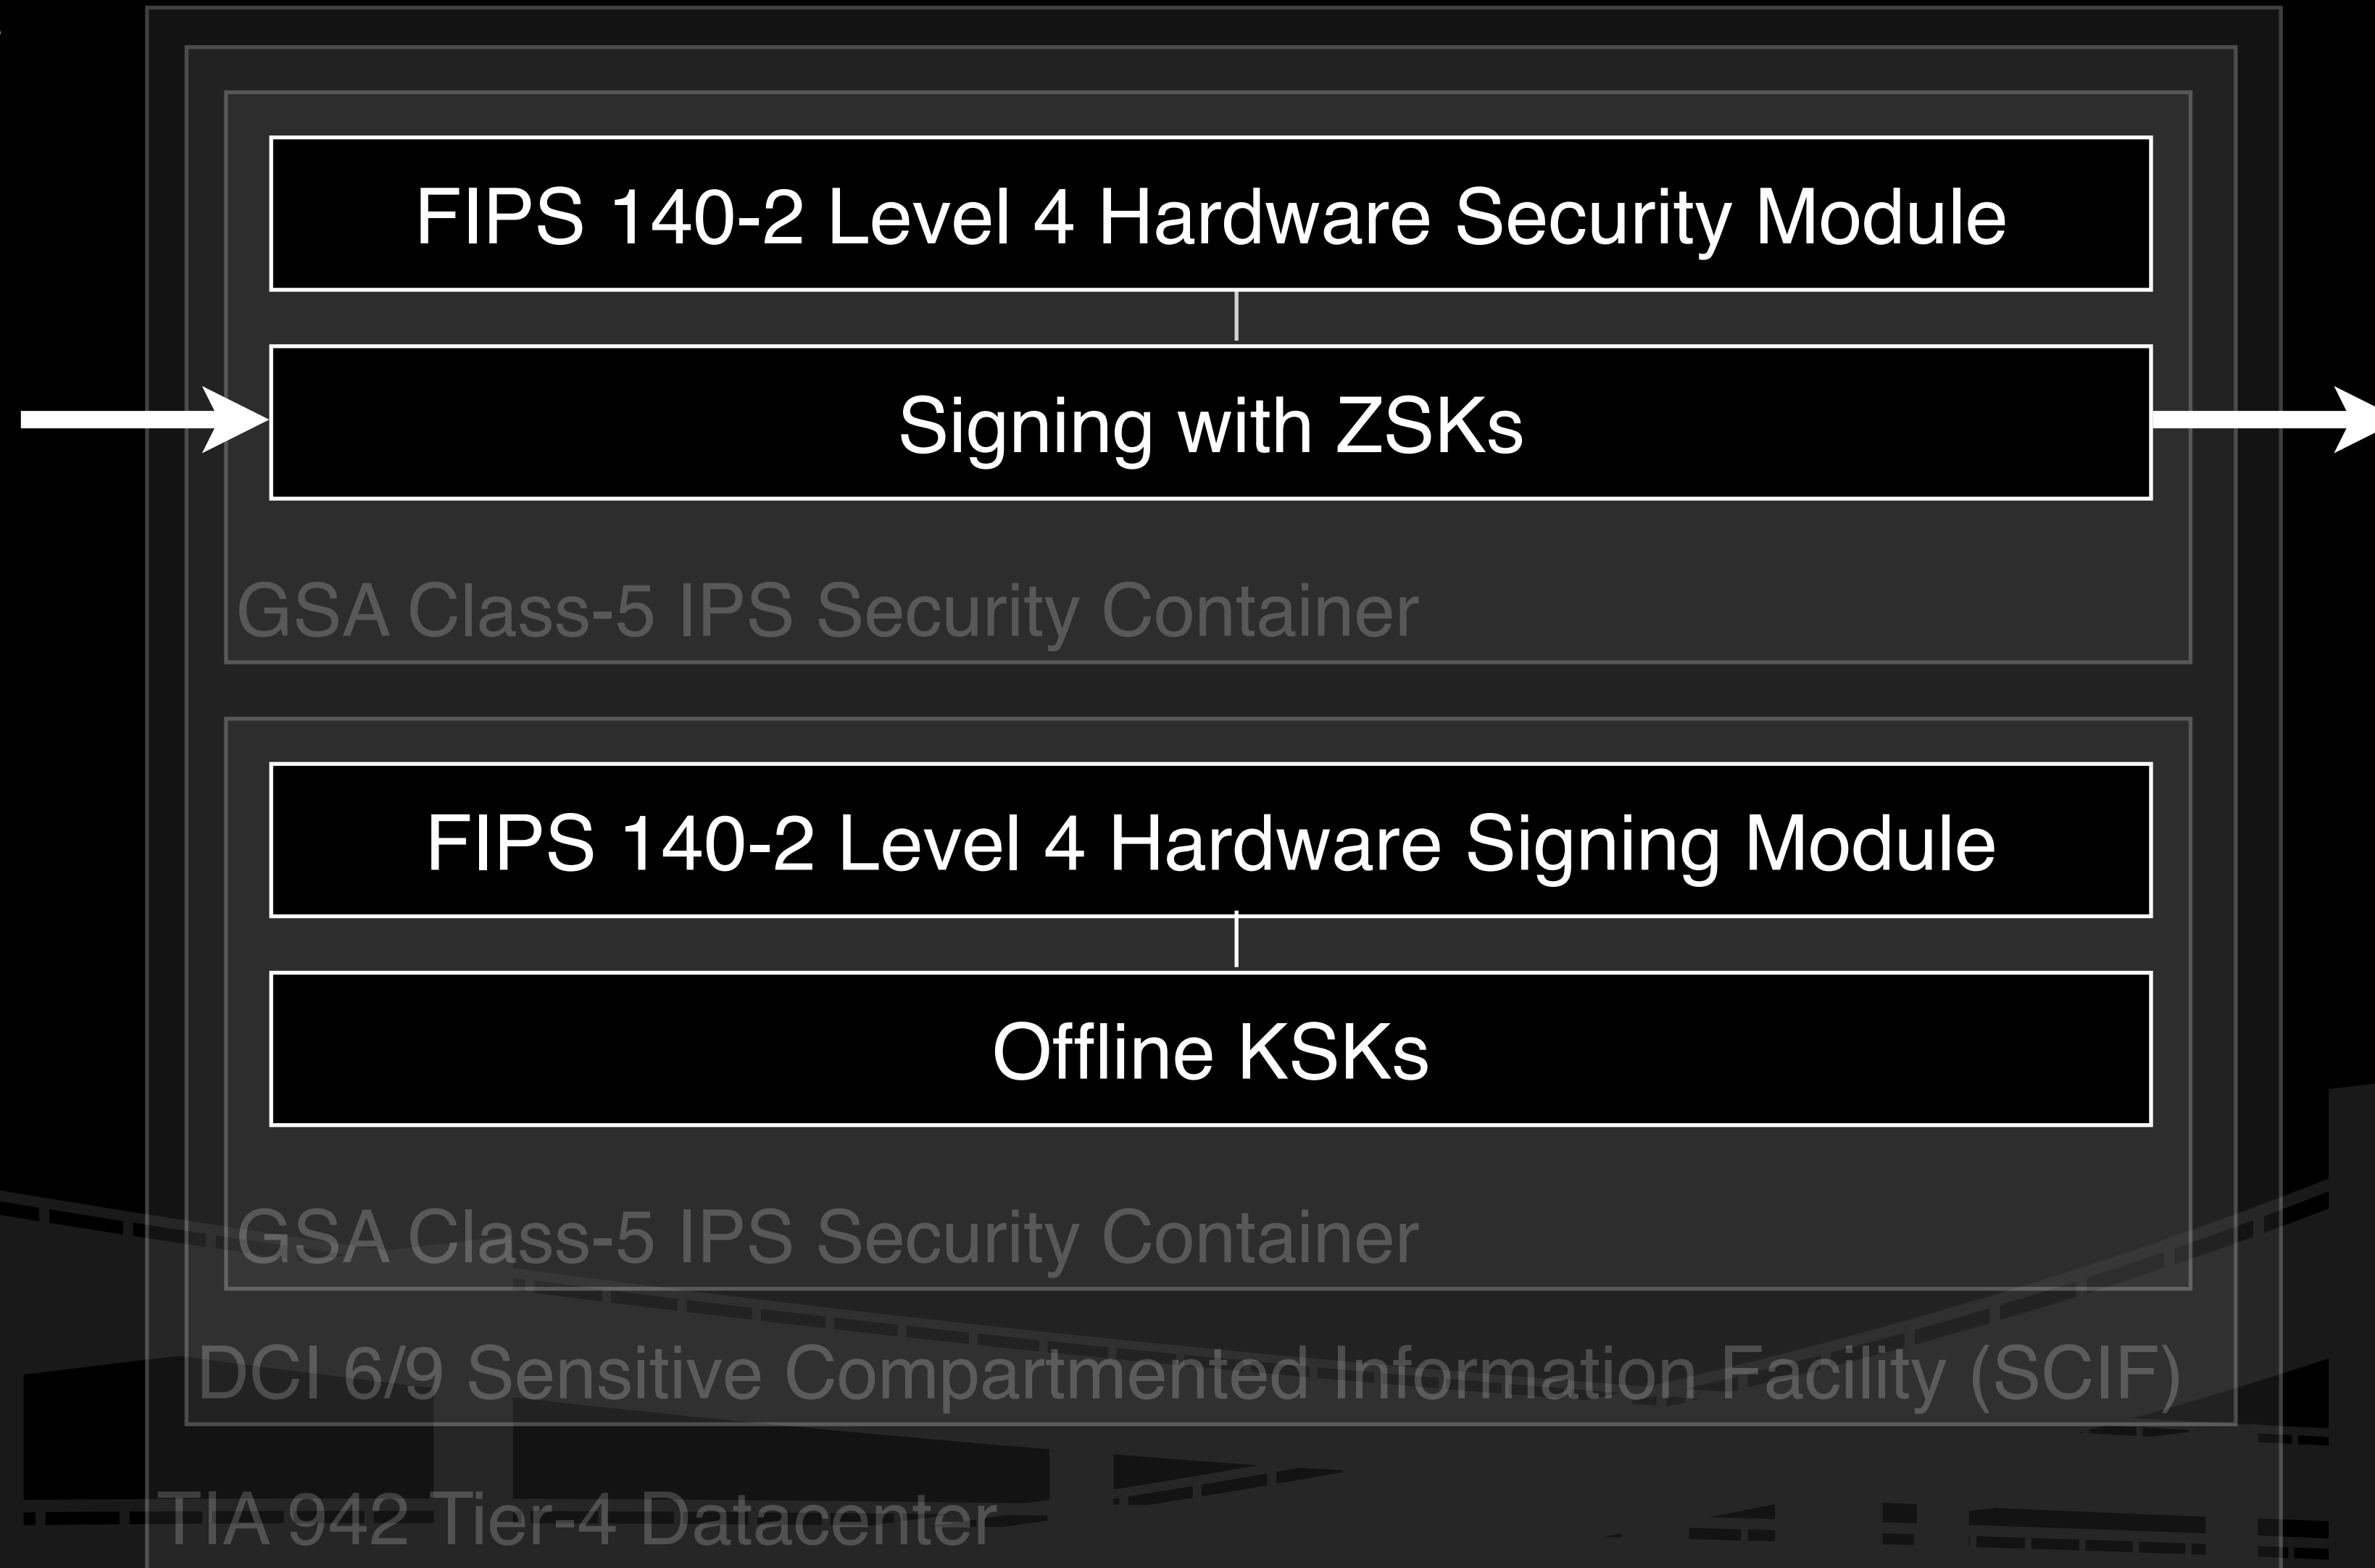 FIPS 140-2 Level 4 Hardware Security Module
Signing with ZSKs
GSA Class-5 IPS Security Container
FIPS 140-2 Level 4 Hardware Signing Module
Offline KSKs
GSA Class-5 IPS Security Container
DCI 6/9 Sensitive Compartmented Information Facility (SCIF)
TIA 942 Tier-4 Datacenter